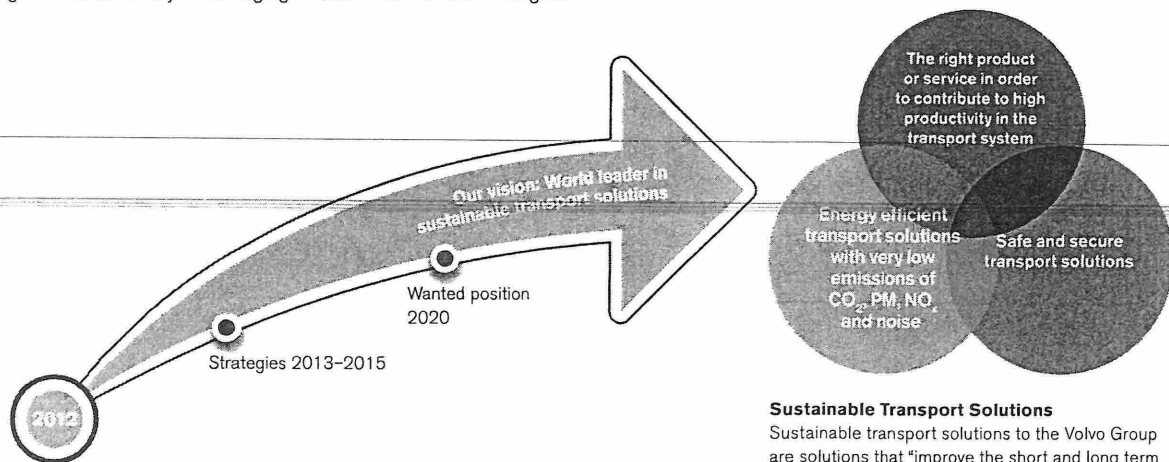 The right product
or service in order
to contribute to high
productivity in the
transport system
Our vision: World leader in
sustainable transport solutions
Energy efficient
transport solutions
with very low
emissions of
CO₂, PM, NOₓ
and noise
Safe and secure
transport solutions
Wanted position
2020
Strategies 2013–2015
2012
Sustainable Transport Solutions
Sustainable transport solutions to the Volvo Group
are solutions that "improve the short and long term